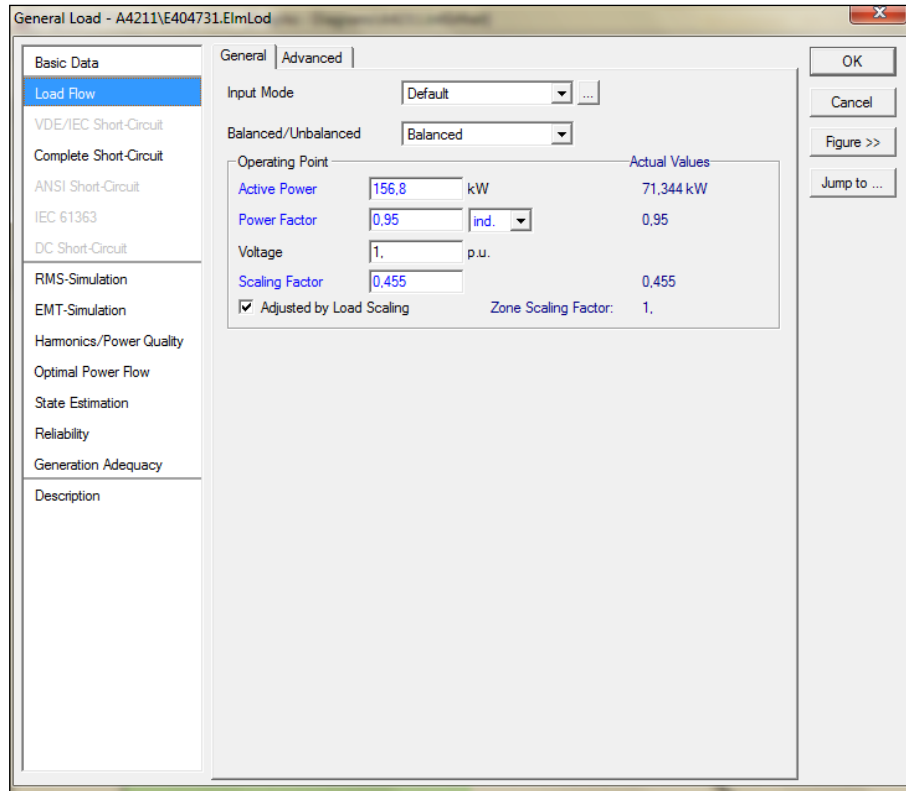 General Load - A4211\E404731.ElmLod
Basic Data
Load Flow
VDE/IEC Short-Circuit
Complete Short-Circuit
ANSI Short-Circuit
IEC 61363
DC Short-Circuit
RMS-Simulation
EMT-Simulation
Harmonics/Power Quality
Optimal Power Flow
State Estimation
Reliability
Generation Adequacy
Description
General Advanced
Input Mode Default ...
Balanced/Unbalanced Balanced
Operating Point Actual Values
Active Power 156,8 kW 71,344 kW
Power Factor 0,95 ind. 0,95
Voltage 1, p.u.
Scaling Factor 0,455 0,455
Adjusted by Load Scaling Zone Scaling Factor: 1,
OK
Cancel
Figure >>
Jump to ...